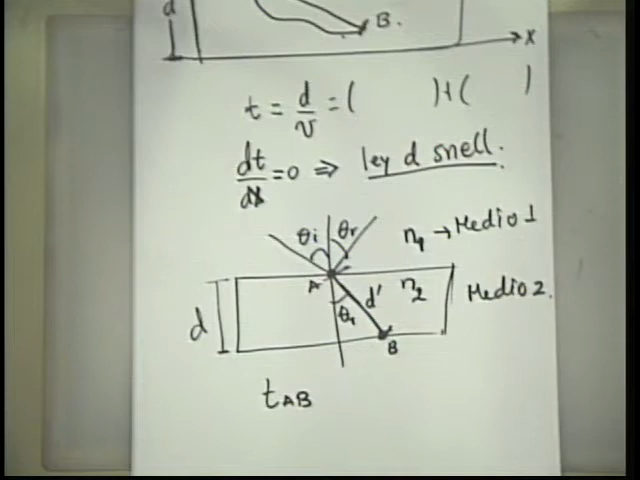 d
B.
x
t = d/v = ( )+( )
dt/dx = 0 ⇒ ley d snell.
θi θr n1 → Medio 1
A d' n2 Medio 2.
d θt
B
tAB